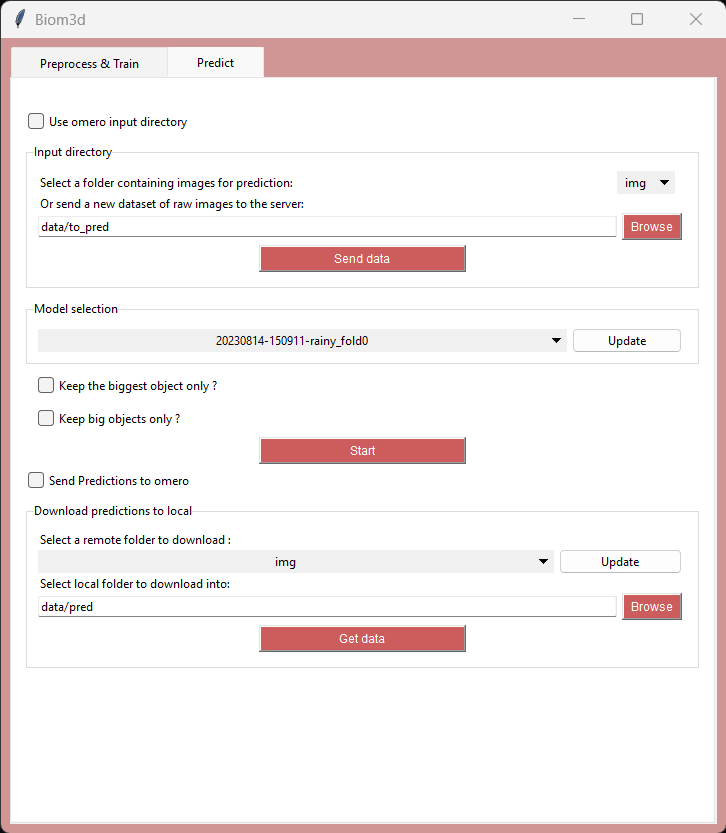 Biom3d
Preprocess & Train
Predict
Use omero input directory
Input directory
Select a folder containing images for prediction:
img
Or send a new dataset of raw images to the server:
data/to_pred
Browse
Send data
Model selection
20230814-150911-rainy_fold0
Update
Keep the biggest object only ?
Keep big objects only ?
Start
Send Predictions to omero
Download predictions to local
Select a remote folder to download :
img
Update
Select local folder to download into:
data/pred
Browse
Get data